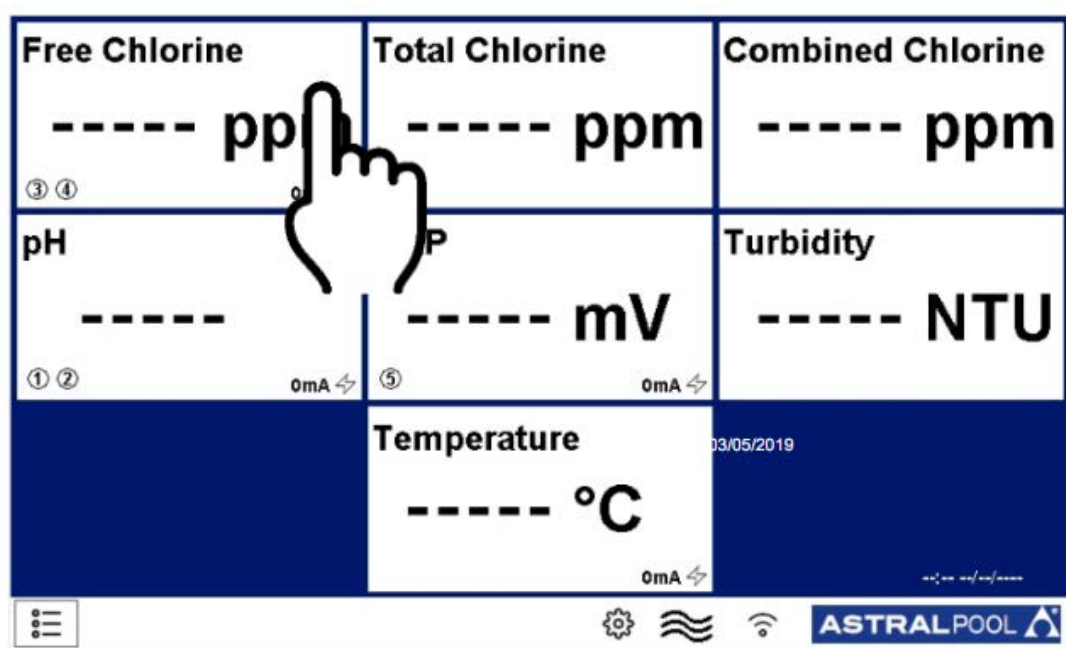 Free Chlorine
----- pp
③ ④
Total Chlorine
----- ppm
Combined Chlorine
----- ppm
pH
-----
① ② 0mA
P
----- mV
⑤ 0mA
Turbidity
----- NTU
Temperature
----- °C
0mA
03/05/2019
--:-- --/--/----
ASTRALPOOL